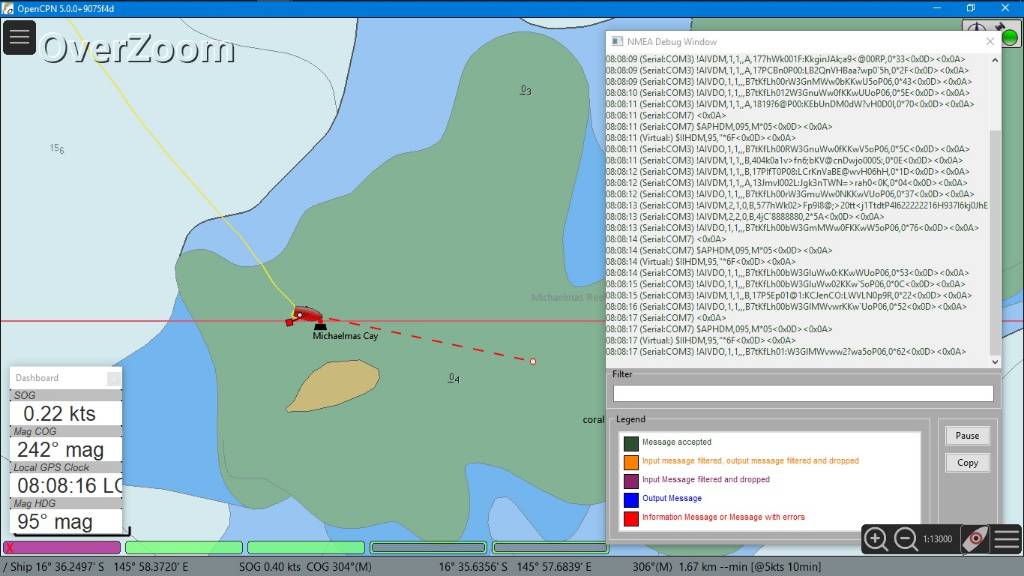 OpenCPN 5.0.0+9075f4d
OverZoom
NMEA Debug Window
08:08:09 (Serial:COM3) !AIVDM,1,1,,A,177hWk001F:KkginJAk;a9<@00RP,0*33<0x0D><0x0A>
08:08:09 (Serial:COM3) !AIVDM,1,1,,A,17PCBn0P00:LB2QnVHBaa?wp0`5h,0*2F<0x0D><0x0A>
08:08:09 (Serial:COM3) !AIVDO,1,1,,,B7tKfLh00rW3GnMWw0bKKwU5oP06,0*43<0x0D><0x0A>
08:08:10 (Serial:COM3) !AIVDO,1,1,,,B7tKfLh012W3GnuWw0fKKwUUoP06,0*5E<0x0D><0x0A>
08:08:11 (Serial:COM3) !AIVDM,1,1,,A,1819?6@P00:KEbUnDM0dW?vH0D0l,0*70<0x0D><0x0A>
08:08:11 (Serial:COM7) <0x0A>
08:08:11 (Serial:COM7) $APHDM,095,M*05<0x0D><0x0A>
08:08:11 (Virtual:) $IIHDM,95,"*6F<0x0D><0x0A>
08:08:11 (Serial:COM3) !AIVDO,1,1,,,B7tKfLh00RW3GnuWw0fKKwV5oP06,0*5C<0x0D><0x0A>
08:08:11 (Serial:COM3) !AIVDM,1,1,,B,404k0a1v>fn6;bKV@cnDwjo000S:,0*0E<0x0D><0x0A>
08:08:12 (Serial:COM3) !AIVDM,1,1,,B,17PIfT0P08:LCrKnVaBE@wvH06hH,0*1D<0x0D><0x0A>
08:08:12 (Serial:COM3) !AIVDM,1,1,,A,13JmvI002L:Jgk3nTWN=>rah0<0K,0*04<0x0D><0x0A>
08:08:12 (Serial:COM3) !AIVDO,1,1,,,B7tKfLh00rW3GmuWw0NKKwVUoP06,0*37<0x0D><0x0A>
08:08:13 (Serial:COM3) !AIVDM,2,1,0,B,577hWk02>Fp9I8@;>20tt<j1TtdtP4I622222216H937I6kj0JhE
08:08:13 (Serial:COM3) !AIVDM,2,2,0,B,4jC`8888880,2*5A<0x0D><0x0A>
08:08:13 (Serial:COM3) !AIVDO,1,1,,,B7tKfLh00bW3GmMWw0FKKwW5oP06,0*76<0x0D><0x0A>
08:08:14 (Serial:COM7) <0x0A>
08:08:14 (Serial:COM7) $APHDM,095,M*05<0x0D><0x0A>
08:08:14 (Virtual:) $IIHDM,95,"*6F<0x0D><0x0A>
08:08:14 (Serial:COM3) !AIVDO,1,1,,,B7tKfLh00bW3GluWw0:KKwWUoP06,0*53<0x0D><0x0A>
08:08:15 (Serial:COM3) !AIVDO,1,1,,,B7tKfLh00bW3GluWw02KKw`5oP06,0*0C<0x0D><0x0A>
08:08:15 (Serial:COM3) !AIVDM,1,1,,B,17P5Ep01@1:KCJenCO:LWVLN0p9R,0*22<0x0D><0x0A>
08:08:16 (Serial:COM3) !AIVDO,1,1,,,B7tKfLh00bW3GlMWvwrKKw`UoP06,0*52<0x0D><0x0A>
08:08:17 (Serial:COM7) <0x0A>
08:08:17 (Serial:COM7) $APHDM,095,M*05<0x0D><0x0A>
08:08:17 (Virtual:) $IIHDM,95,"*6F<0x0D><0x0A>
08:08:17 (Serial:COM3) !AIVDO,1,1,,,B7tKfLh01:W3GlMWvww2?wa5oP06,0*62<0x0D><0x0A>
0₃
15₆
Michaelmas Ree
Michaelmas Cay
0₄
coral
Dashboard
SOG
0.22 kts
Mag COG
242° mag
Local GPS Clock
08:08:16 LC
Mag HDG
95° mag
Filter
Legend
Message accepted
Input message filtered, output message filtered and dropped
Input Message filtered and dropped
Output Message
Information Message or Message with errors
Pause
Copy
1:13000
X
/ Ship 16° 36.2497' S 145° 58.3720' E SOG 0.40 kts COG 304°(M) 16° 35.6356' S 145° 57.6839' E 306°(M) 1.67 km --min [@5kts 10min]